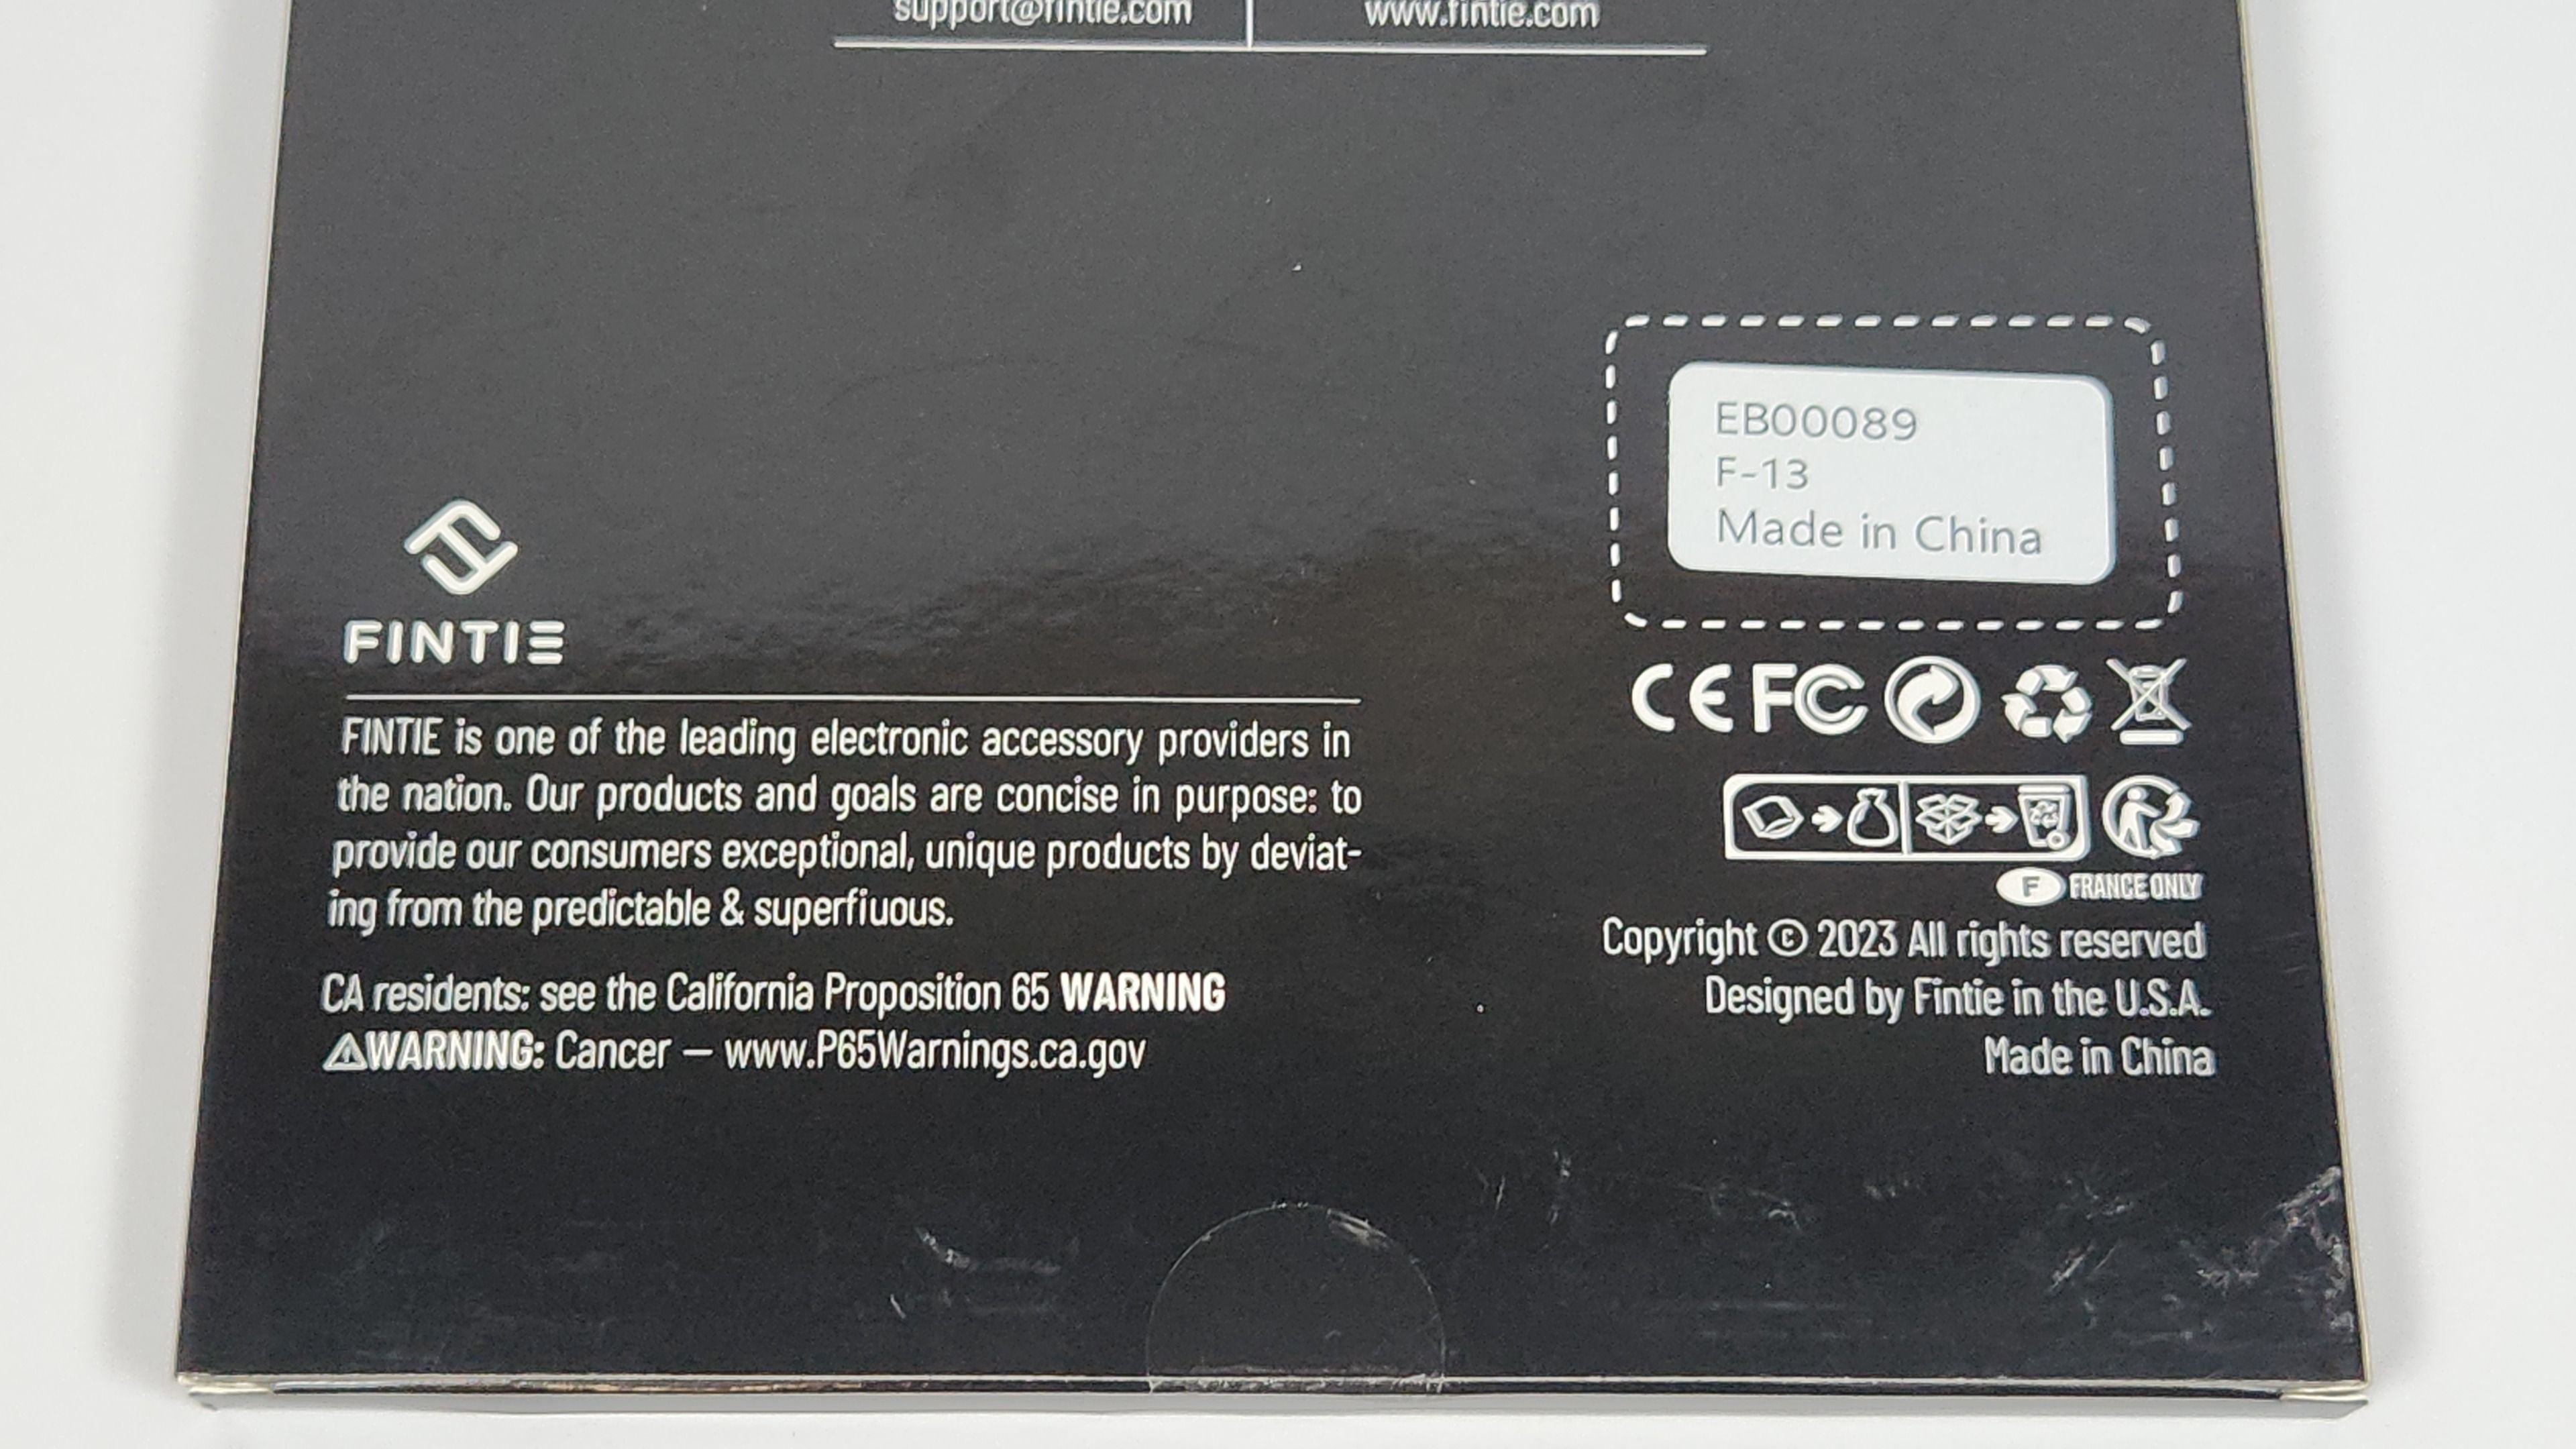 support@fintie.com
www.fintie.com
EB00089
F-13
Made in China
FINTIE
FINTIE is one of the leading electronic accessory providers in
the nation. Our products and goals are concise in purpose: to
provide our consumers exceptional, unique products by deviat-
ing from the predictable & superfiuous.
CA residents: see the California Proposition 65 WARNING
⚠WARNING: Cancer – www.P65Warnings.ca.gov
CE FC
F FRANCE ONLY
Copyright © 2023 All rights reserved
Designed by Fintie in the U.S.A.
Made in China